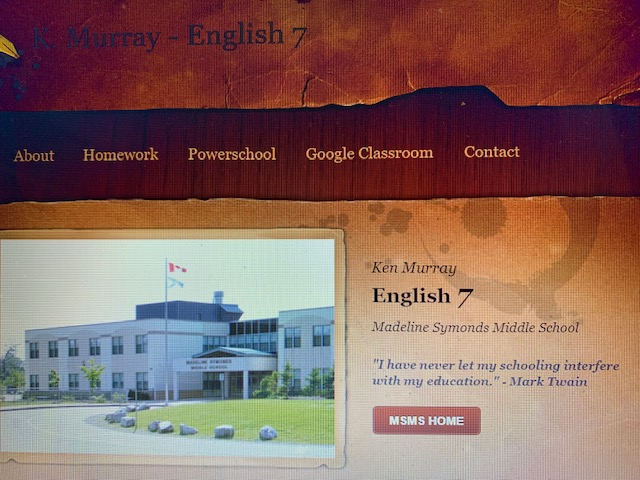 K. Murray - English 7
About Homework Powerschool Google Classroom Contact
Ken Murray
English 7
Madeline Symonds Middle School
"I have never let my schooling interfere
with my education." - Mark Twain
MSMS HOME
MADELINE SYMONDS
MIDDLE SCHOOL